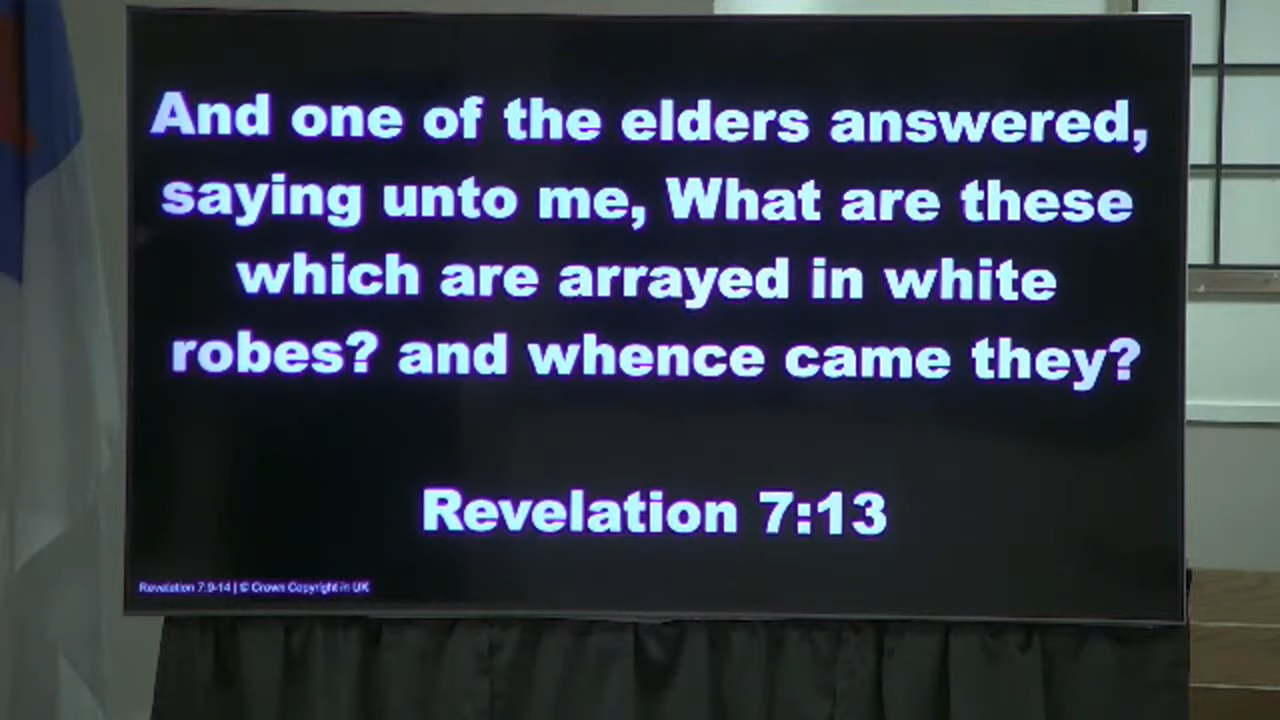 And one of the elders answered,
saying unto me, What are these
which are arrayed in white
robes? and whence came they?
Revelation 7:13
Revelation 7:9-14 | © Crown Copyright in UK